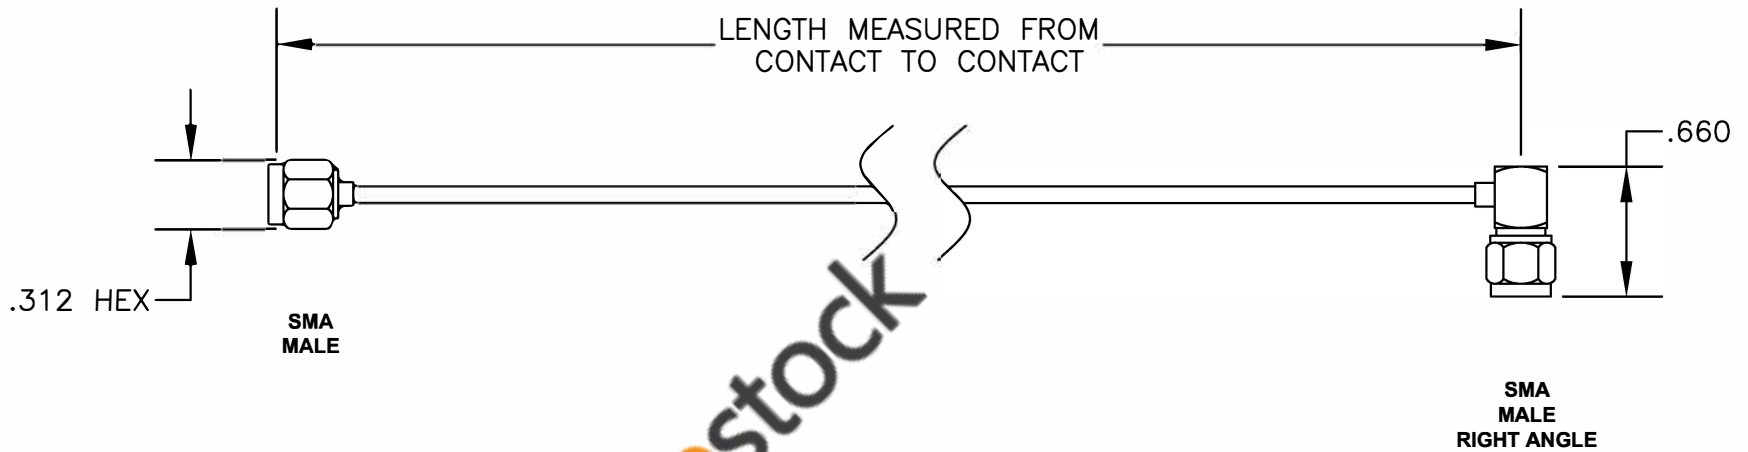 LENGTH MEASURED FROM
CONTACT TO CONTACT
.660
.312 HEX
SMA
MALE
stock
SMA
MALE
RIGHT ANGLE